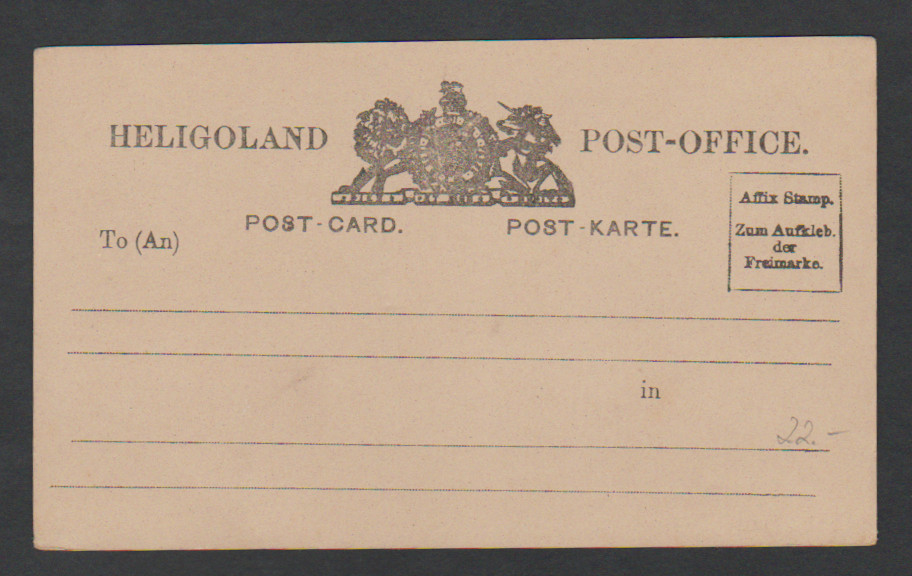 HELIGOLAND POST-OFFICE.
POST-CARD. POST-KARTE.
Affix Stamp.
Zum Aufkleb.
der
Freimarke.
To (An)
in
22.-